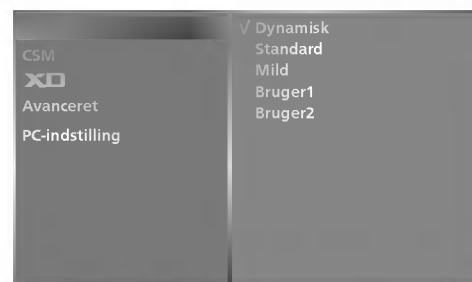 CSM
XD
Avanceret
PC-indstilling
√ Dynamisk
Standard
Mild
Bruger1
Bruger2